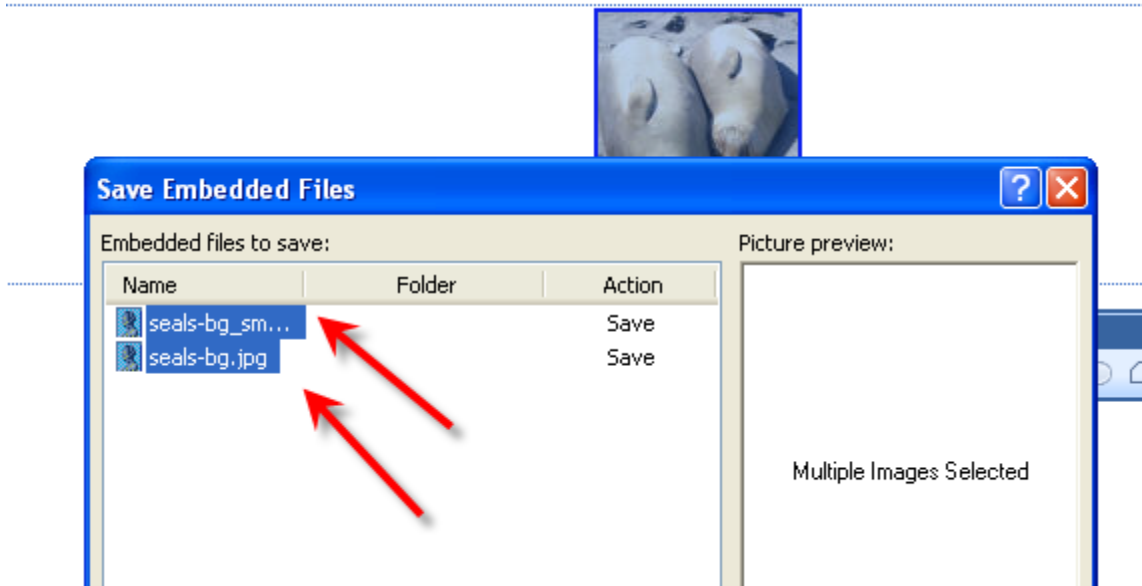 Save Embedded Files
Embedded files to save:
Picture preview:
Name Folder Action
seals-bg_sm... Save
seals-bg.jpg Save
Multiple Images Selected